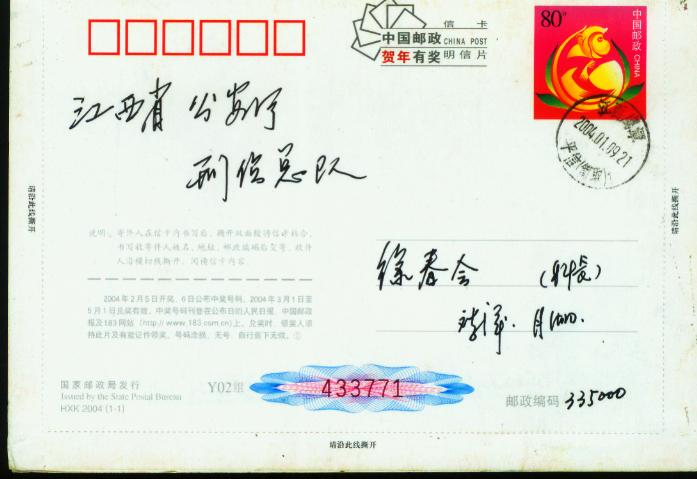 信 卡
中国邮政 CHINA POST
贺年有奖 明信片
80分
中国邮政 CHINA
2004.01.09.21
江西省公安厅
刑侦总队
请沿此线撕开
请沿此线撕开
说明:寄件人在信卡内书写后,撕开双面胶将信卡粘合,
书写收寄件人姓名、地址、邮政编码后交寄。收件
人沿横切线撕开,阅读信卡内容。
徐春会 (科长)
2004年2月5日开奖,6日公布中奖号码,2004年3月1日至
5月1日兑奖有效。中奖号码刊登在公布日的人民日报、中国邮政
报及183网站(http://www.183.com.cn)上。兑奖时,领奖人须
持此片及有效证件领奖。号码涂损、无号、自行剪下无效。①
国家邮政局发行
Issued by the State Postal Bureau
HXK 2004 (1-1)
Y02组
433771
邮政编码 335000
请沿此线撕开